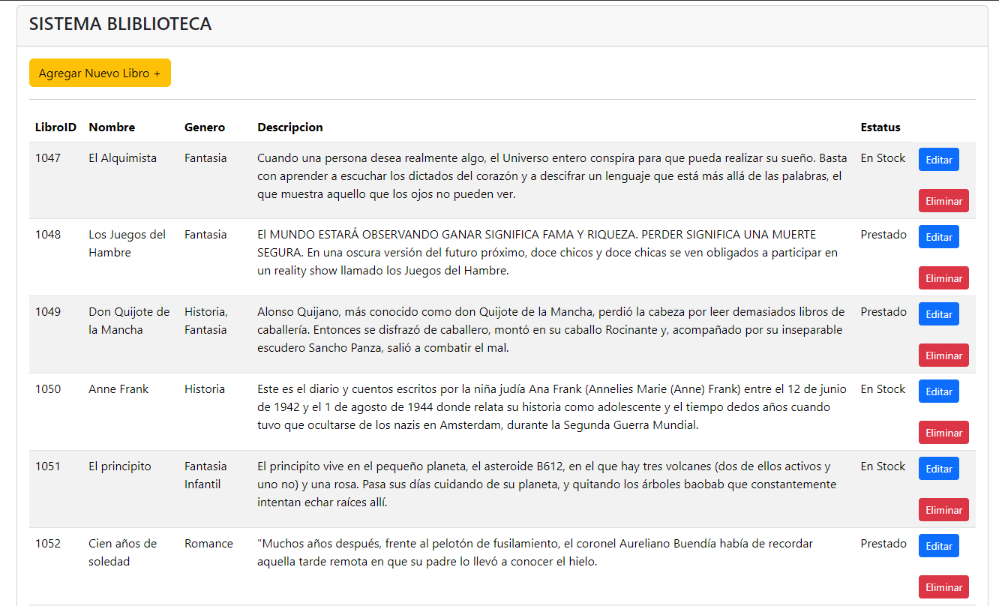 SISTEMA BLIBLIOTECA
Agregar Nuevo Libro +
LibroID Nombre Genero Descripcion Estatus
1047 El Alquimista Fantasia Cuando una persona desea realmente algo, el Universo entero conspira para que pueda realizar su sueño. Basta En Stock Editar
con aprender a escuchar los dictados del corazón y a descifrar un lenguaje que está más allá de las palabras, el
que muestra aquello que los ojos no pueden ver.
Eliminar
1048 Los Juegos del Fantasia El MUNDO ESTARÁ OBSERVANDO GANAR SIGNIFICA FAMA Y RIQUEZA. PERDER SIGNIFICA UNA MUERTE Prestado Editar
Hambre SEGURA. En una oscura versión del futuro próximo, doce chicos y doce chicas se ven obligados a participar en
un reality show llamado los Juegos del Hambre.
Eliminar
1049 Don Quijote de Historia, Alonso Quijano, más conocido como don Quijote de la Mancha, perdió la cabeza por leer demasiados libros de Prestado Editar
la Mancha Fantasia caballería. Entonces se disfrazó de caballero, montó en su caballo Rocinante y, acompañado por su inseparable
escudero Sancho Panza, salió a combatir el mal.
Eliminar
1050 Anne Frank Historia Este es el diario y cuentos escritos por la niña judía Ana Frank (Annelies Marie (Anne) Frank) entre el 12 de junio En Stock Editar
de 1942 y el 1 de agosto de 1944 donde relata su historia como adolescente y el tiempo dedos años cuando
tuvo que ocultarse de los nazis en Amsterdam, durante la Segunda Guerra Mundial.
Eliminar
1051 El principito Fantasia El principito vive en el pequeño planeta, el asteroide B612, en el que hay tres volcanes (dos de ellos activos y En Stock Editar
Infantil uno no) y una rosa. Pasa sus días cuidando de su planeta, y quitando los árboles baobab que constantemente
intentan echar raíces allí.
Eliminar
1052 Cien años de Romance "Muchos años después, frente al pelotón de fusilamiento, el coronel Aureliano Buendía había de recordar Prestado Editar
soledad aquella tarde remota en que su padre lo llevó a conocer el hielo.
Eliminar